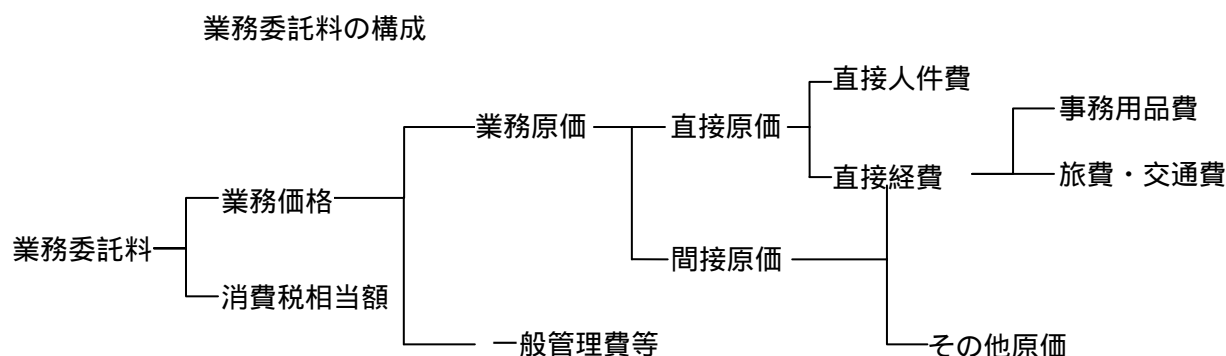 業務委託料の構成
直接人件費
事務用品費
業務原価
直接原価
直接経費
旅費・交通費
業務価格
業務委託料
間接原価
消費税相当額
一般管理費等
その他原価